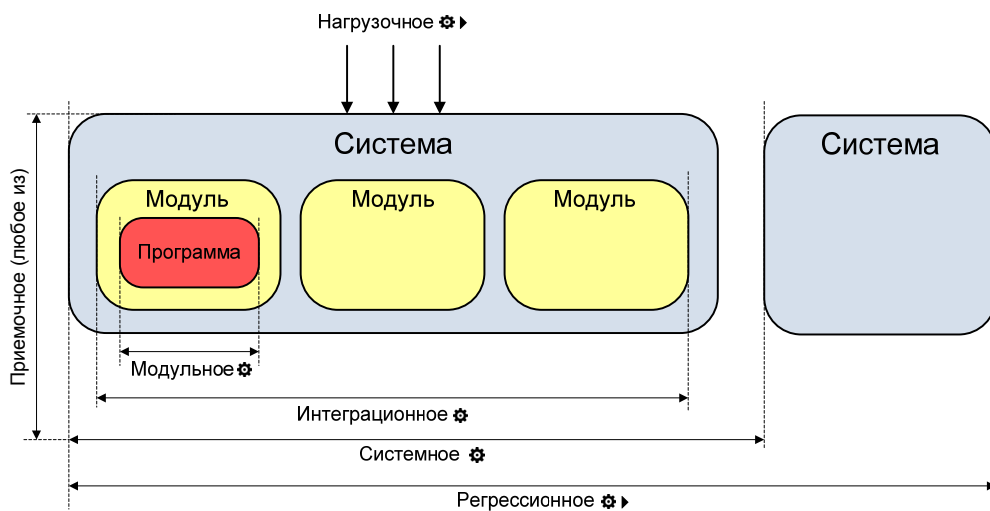 Нагрузочное
Система
Система
Модуль
Модуль
Модуль
Программа
Приемочное (любое из)
Модульное
Интеграционное
Системное
Регрессионное